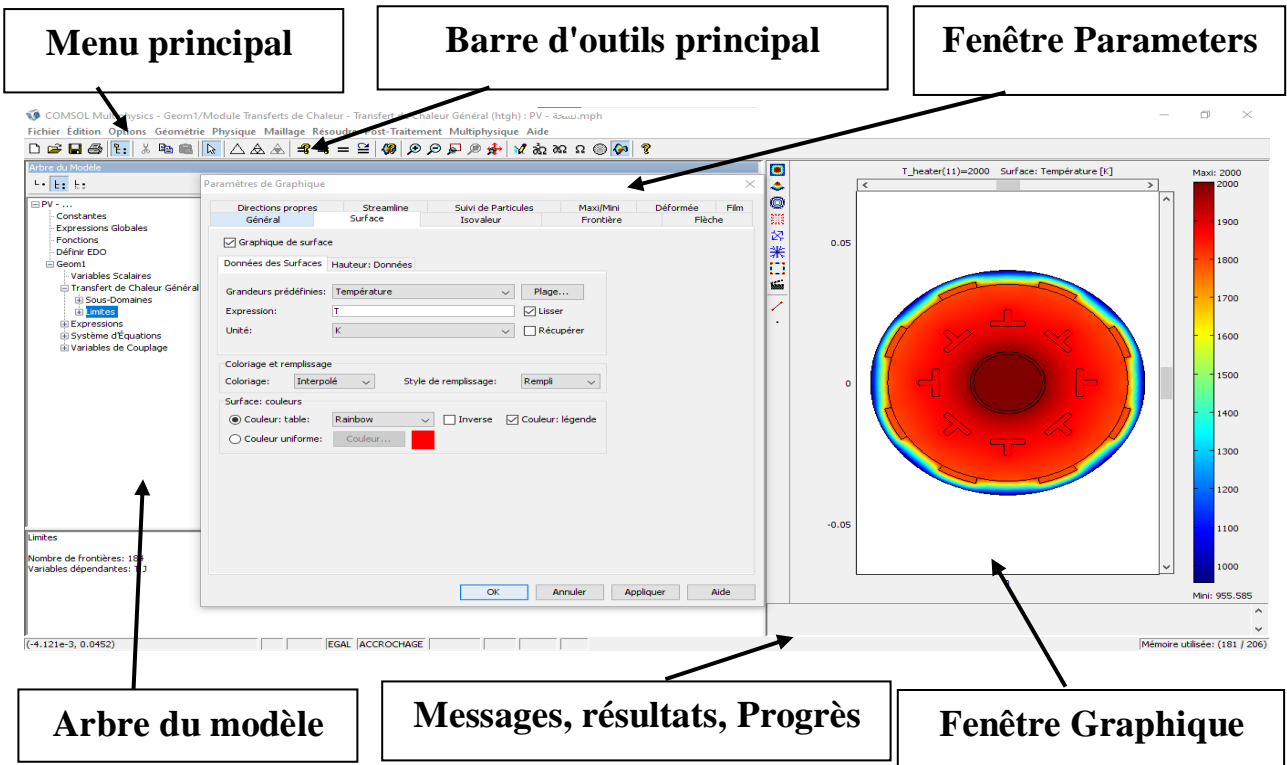 Menu principal
Barre d'outils principal
Fenêtre Parameters
COMSOL Multiphysics - Geom1/Module Transferts de Chaleur - Transfert de Chaleur Général (htgh) : PV - نسخة.mph
Fichier Édition Options Géométrie Physique Maillage Résoudre Post-Traitement Multiphysique Aide
Arbre du Modèle
PV - ...
Constantes
Expressions Globales
Fonctions
Définir EDO
Geom1
Variables Scalaires
Transfert de Chaleur Général
Sous-Domaines
Limites
Expressions
Système d'Équations
Variables de Couplage
Limites
Nombre de frontières: 184
Variables dépendantes: T J
Paramètres de Graphique
Directions propres Streamline Suivi de Particules Maxi/Mini Déformée Film
Général Surface Isovaleur Frontière Flèche
Graphique de surface
Données des Surfaces Hauteur: Données
Grandeurs prédéfinies: Température Plage...
Expression: T Lisser
Unité: K Récupérer
Coloriage et remplissage
Coloriage: Interpolé Style de remplissage: Rempli
Surface: couleurs
Couleur: table: Rainbow Inverse Couleur: légende
Couleur uniforme: Couleur...
OK Annuler Appliquer Aide
T_heater(11)=2000 Surface: Température [K]
Maxi: 2000
2000
1900
1800
1700
1600
1500
1400
1300
1200
1100
1000
Mini: 955.585
0.05
0
-0.05
(-4.121e-3, 0.0452) EGAL ACCROCHAGE
Mémoire utilisée: (181 / 206)
Arbre du modèle
Messages, résultats, Progrès
Fenêtre Graphique